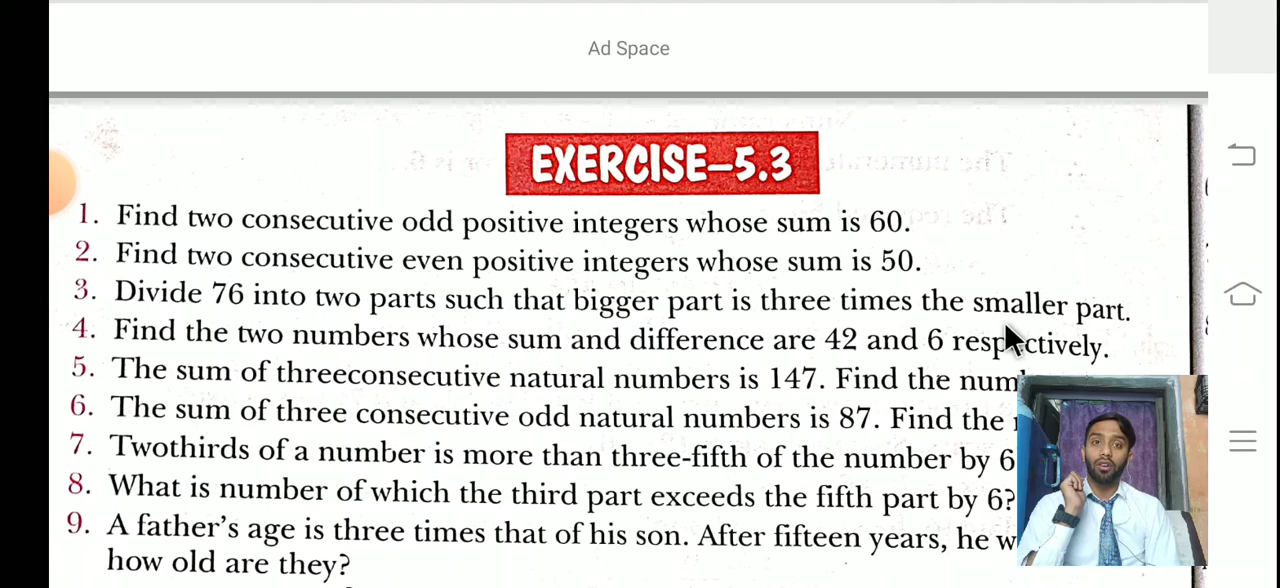 Ad Space
EXERCISE–5.3
1. Find two consecutive odd positive integers whose sum is 60.
2. Find two consecutive even positive integers whose sum is 50.
3. Divide 76 into two parts such that bigger part is three times the smaller part.
4. Find the two numbers whose sum and difference are 42 and 6 respectively.
5. The sum of threeconsecutive natural numbers is 147. Find the num
6. The sum of three consecutive odd natural numbers is 87. Find the
7. Twothirds of a number is more than three-fifth of the number by 6
8. What is number of which the third part exceeds the fifth part by 6?
9. A father's age is three times that of his son. After fifteen years, he w
how old are they?